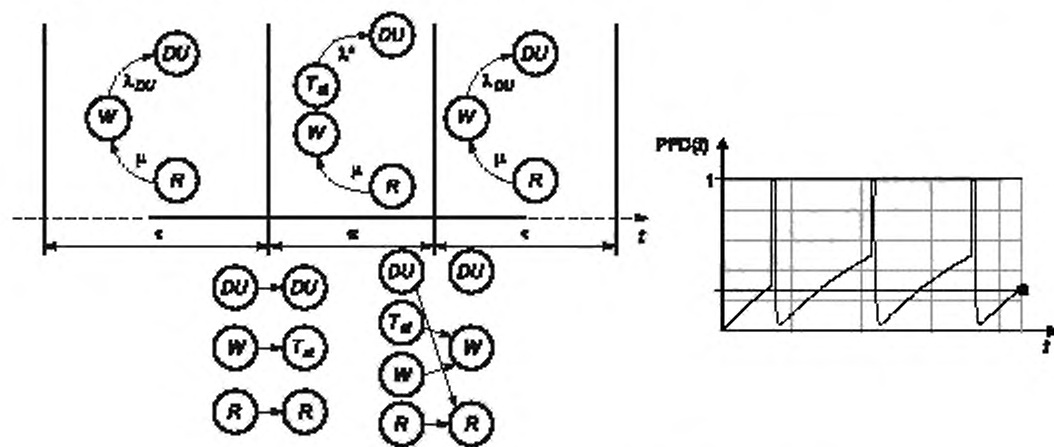 DU DU DU
λ*
λDU Tst λDU
W W W
μ μ μ
R R R
t
DU DU DU DU
W Tst Tst W
W
R R R R
PFD(t)
1
t